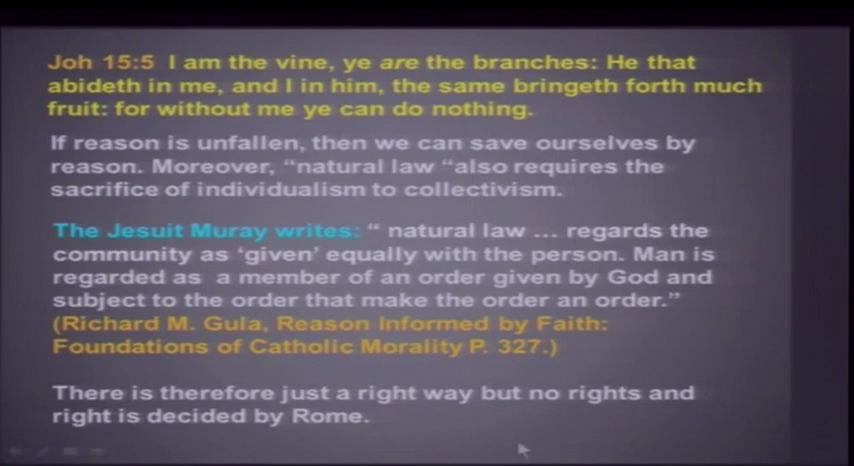 Joh 15:5 I am the vine, ye are the branches: He that
abideth in me, and I in him, the same bringeth forth much
fruit: for without me ye can do nothing.
If reason is unfallen, then we can save ourselves by
reason. Moreover, “natural law “also requires the
sacrifice of individualism to collectivism.
The Jesuit Muray writes: “ natural law ... regards the
community as ‘given’ equally with the person. Man is
regarded as a member of an order given by God and
subject to the order that make the order an order.”
(Richard M. Gula, Reason Informed by Faith:
Foundations of Catholic Morality P. 327.)
There is therefore just a right way but no rights and
right is decided by Rome.